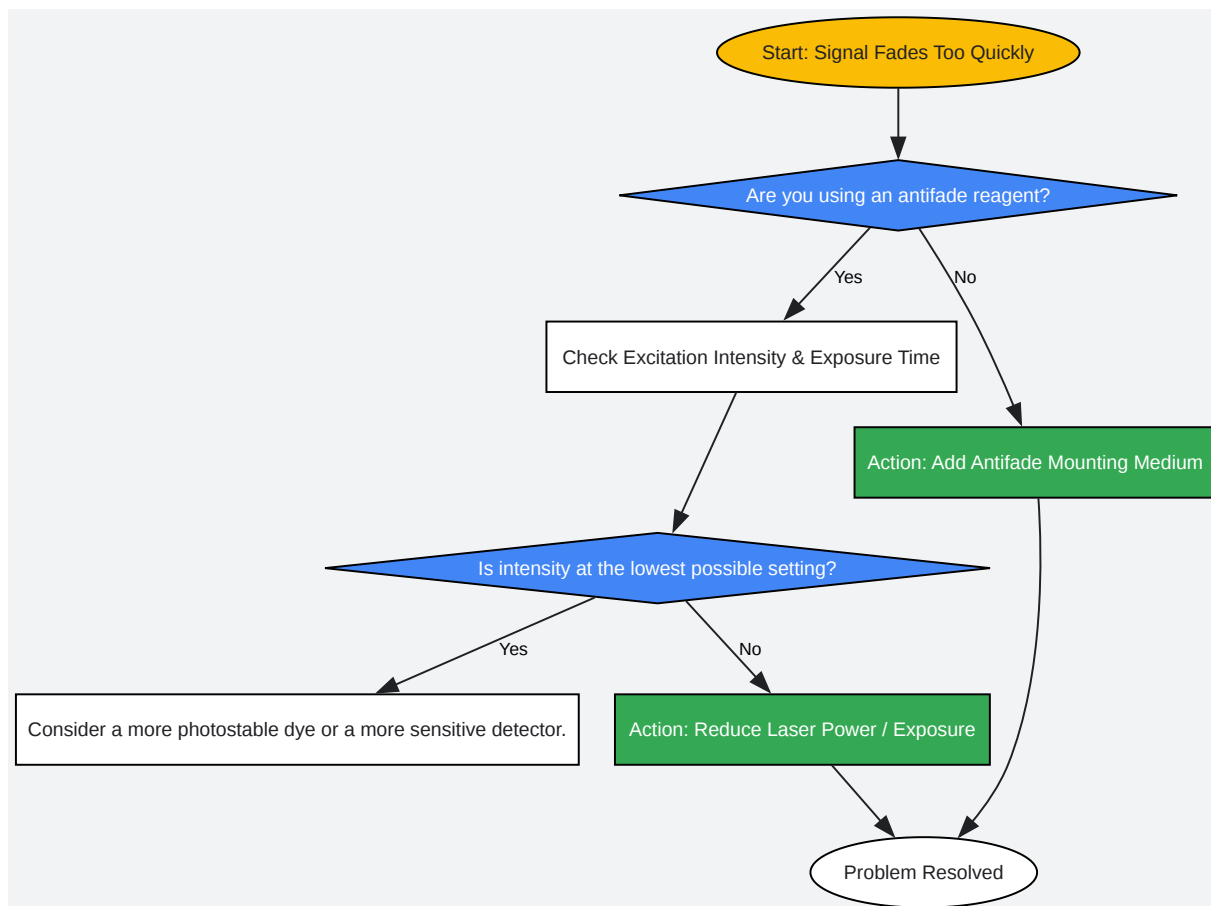 Start: Signal Fades Too Quickly
Are you using an antifade reagent?
Yes
No
Check Excitation Intensity & Exposure Time
Action: Add Antifade Mounting Medium
Is intensity at the lowest possible setting?
Yes
No
Consider a more photostable dye or a more sensitive detector.
Action: Reduce Laser Power / Exposure
Problem Resolved